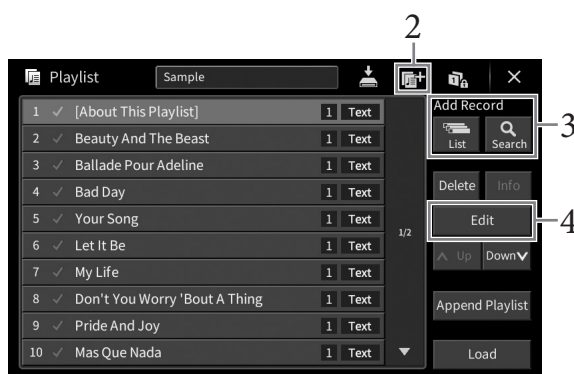 2
Playlist Sample
1 [About This Playlist] 1 Text
2 Beauty And The Beast 1 Text
3 Ballade Pour Adeline 1 Text
4 Bad Day 1 Text
5 Your Song 1 Text
6 Let It Be 1 Text
7 My Life 1 Text
8 Don't You Worry 'Bout A Thing 1 Text
9 Pride And Joy 1 Text
10 Mas Que Nada 1 Text
1/2
Add Record
List Search
3
Delete Info
Edit
4
Up Down
Append Playlist
Load